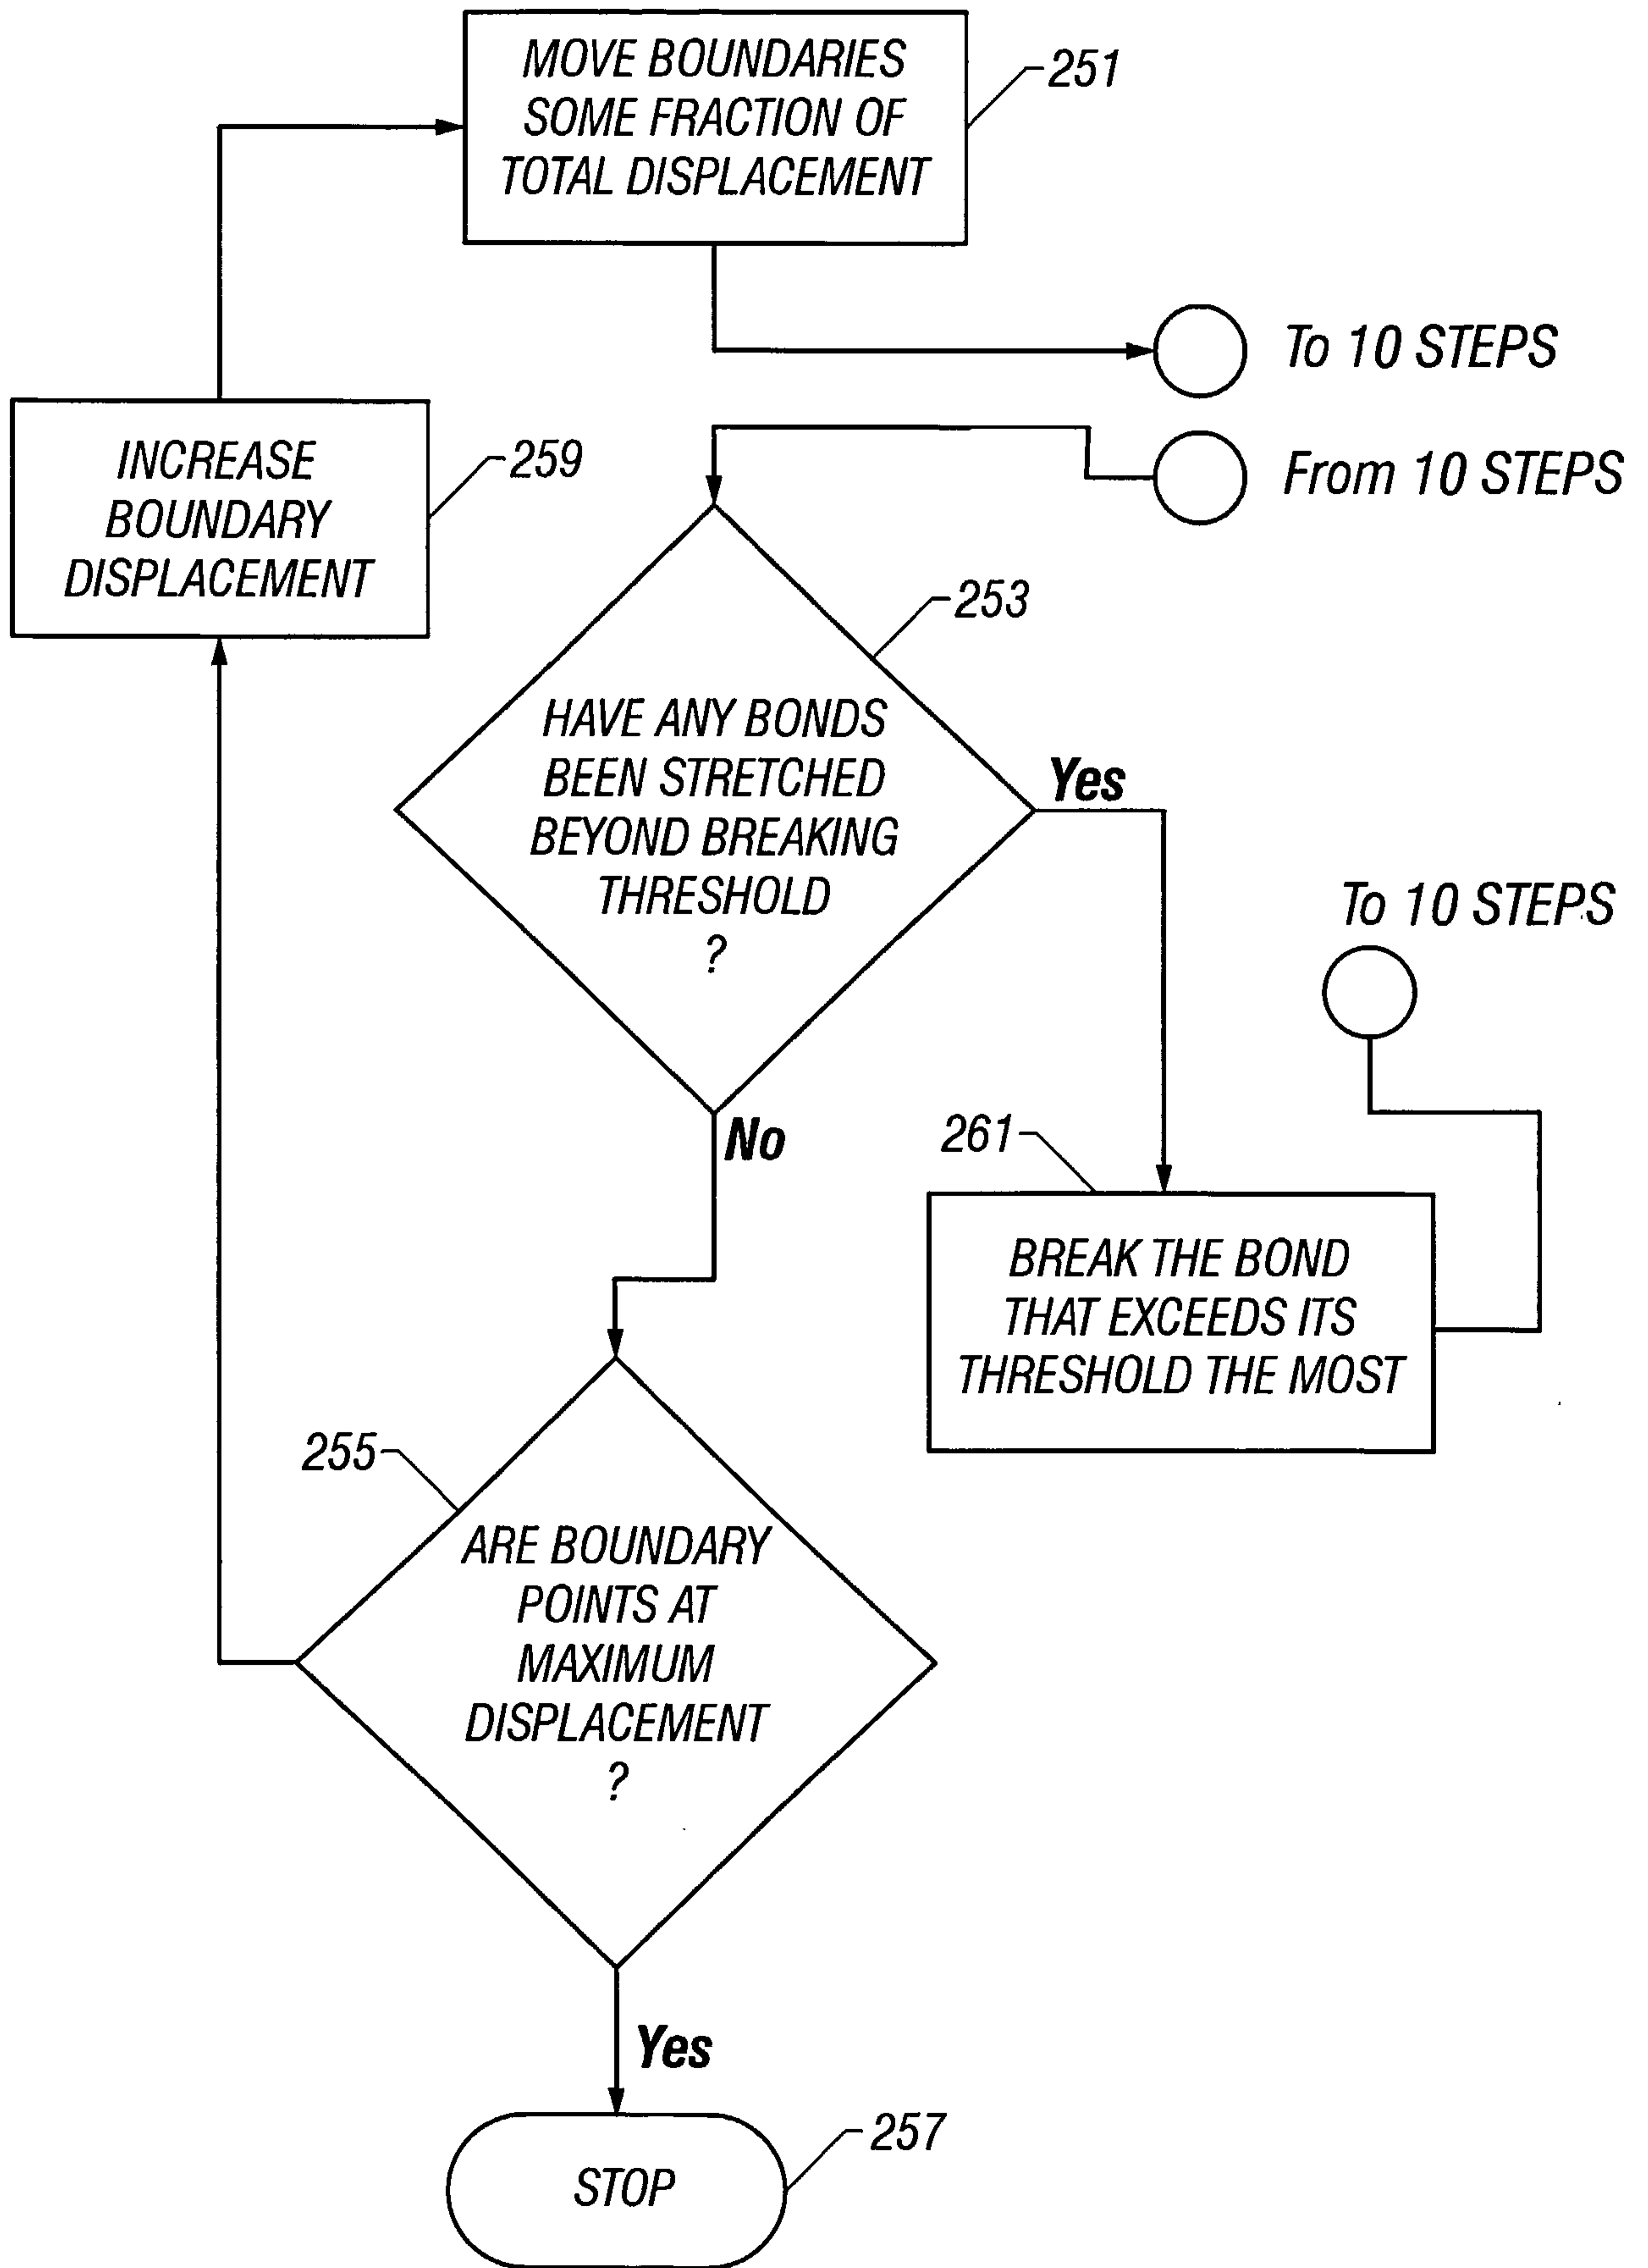 MOVE BOUNDARIES
SOME FRACTION OF
TOTAL DISPLACEMENT
251
To 10 STEPS
From 10 STEPS
INCREASE
BOUNDARY
DISPLACEMENT
259
253
HAVE ANY BONDS
BEEN STRETCHED
BEYOND BREAKING
THRESHOLD
?
Yes
To 10 STEPS
No
261
BREAK THE BOND
THAT EXCEEDS ITS
THRESHOLD THE MOST
255
ARE BOUNDARY
POINTS AT
MAXIMUM
DISPLACEMENT
?
Yes
257
STOP